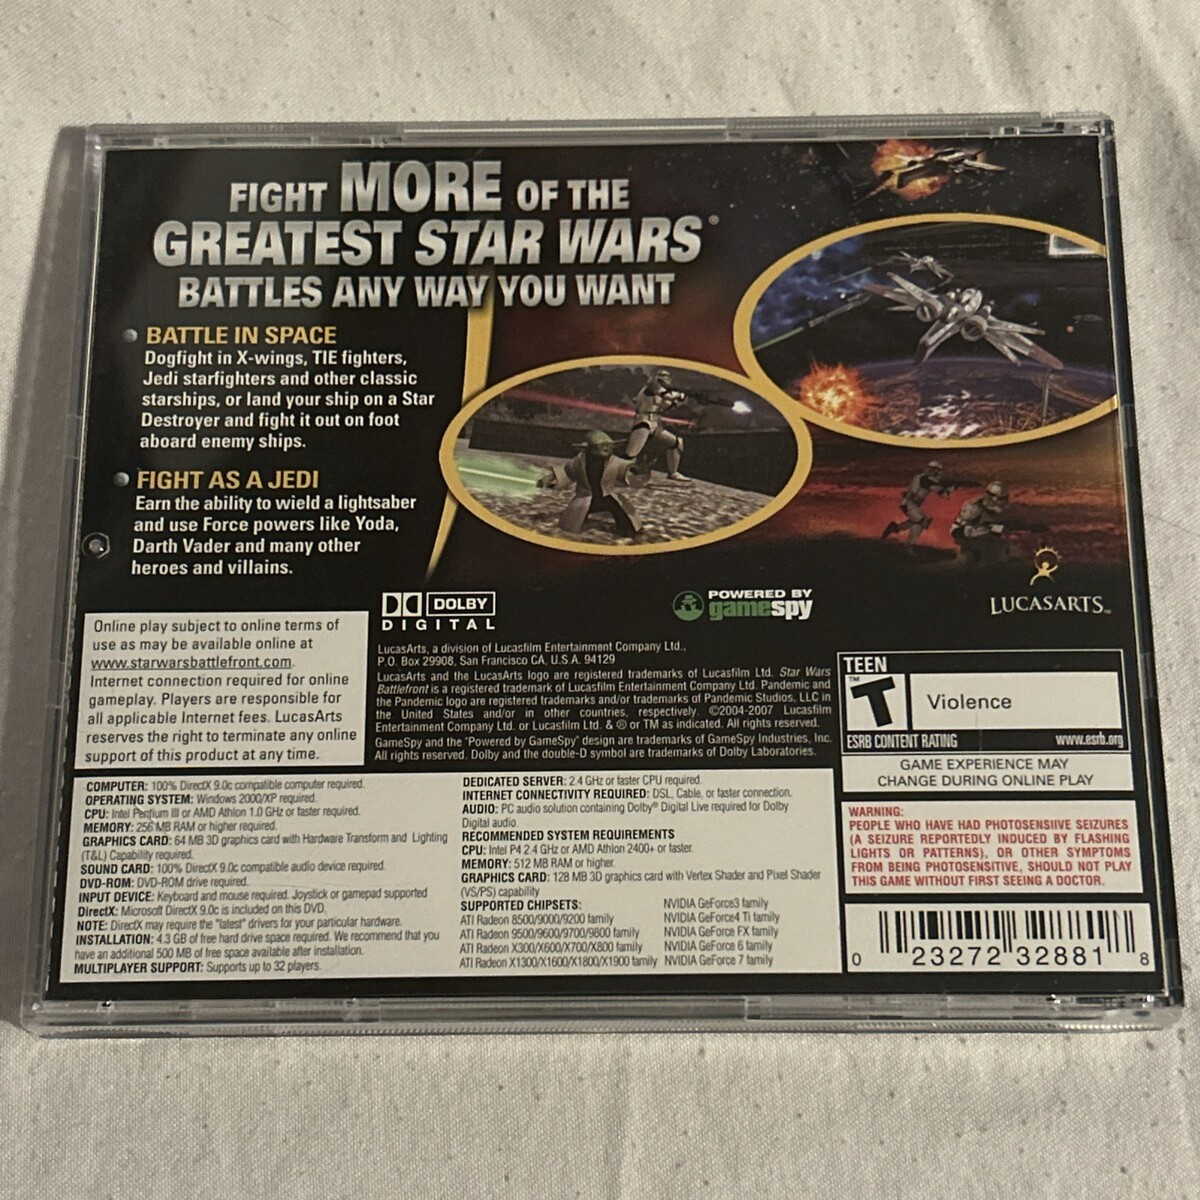 FIGHT MORE OF THE
GREATEST STAR WARS®
BATTLES ANY WAY YOU WANT
BATTLE IN SPACE
Dogfight in X-wings, TIE fighters,
Jedi starfighters and other classic
starships, or land your ship on a Star
Destroyer and fight it out on foot
aboard enemy ships.
FIGHT AS A JEDI
Earn the ability to wield a lightsaber
and use Force powers like Yoda,
Darth Vader and many other
heroes and villains.
Online play subject to online terms of
use as may be available online at
www.starwarsbattlefront.com.
Internet connection required for online
gameplay. Players are responsible for
all applicable Internet fees. LucasArts
reserves the right to terminate any online
support of this product at any time.
DOLBY
DIGITAL
POWERED BY
gamespy
LUCASARTS™
LucasArts, a division of Lucasfilm Entertainment Company Ltd.,
P.O. Box 29908, San Francisco CA, U.S.A. 94129
LucasArts and the LucasArts logo are registered trademarks of Lucasfilm Ltd. Star Wars
Battlefront is a registered trademark of Lucasfilm Entertainment Company Ltd. Pandemic and
the Pandemic logo are registered trademarks and/or trademarks of Pandemic Studios, LLC in
the United States and/or in other countries, respectively. ©2004-2007 Lucasfilm
Entertainment Company Ltd. or Lucasfilm Ltd. & ® or TM as indicated. All rights reserved.
GameSpy and the "Powered by GameSpy" design are trademarks of GameSpy Industries, Inc.
All rights reserved. Dolby and the double-D symbol are trademarks of Dolby Laboratories.
TEEN
T™
Violence
ESRB CONTENT RATING www.esrb.org
GAME EXPERIENCE MAY
CHANGE DURING ONLINE PLAY
WARNING:
PEOPLE WHO HAVE HAD PHOTOSENSIIVE SEIZURES
(A SEIZURE REPORTEDLY INDUCED BY FLASHING
LIGHTS OR PATTERNS), OR OTHER SYMPTOMS
FROM BEING PHOTOSENSITIVE, SHOULD NOT PLAY
THIS GAME WITHOUT FIRST SEEING A DOCTOR.
COMPUTER: 100% DirectX 9.0c compatible computer required.
OPERATING SYSTEM: Windows 2000/XP required.
CPU: Intel Pentium III or AMD Athlon 1.0 GHz or faster required.
MEMORY: 256 MB RAM or higher required.
GRAPHICS CARD: 64 MB 3D graphics card with Hardware Transform and Lighting
(T&L) Capability required.
SOUND CARD: 100% DirectX 9.0c compatible audio device required.
DVD-ROM: DVD-ROM drive required.
INPUT DEVICE: Keyboard and mouse required. Joystick or gamepad supported
DirectX: Microsoft DirectX 9.0c is included on this DVD.
NOTE: DirectX may require the "latest" drivers for your particular hardware.
INSTALLATION: 4.3 GB of free hard drive space required. We recommend that you
have an additional 500 MB of free space available after installation.
MULTIPLAYER SUPPORT: Supports up to 32 players.
DEDICATED SERVER: 2.4 GHz or faster CPU required.
INTERNET CONNECTIVITY REQUIRED: DSL, Cable, or faster connection.
AUDIO: PC audio solution containing Dolby® Digital Live required for Dolby
Digital audio.
RECOMMENDED SYSTEM REQUIREMENTS
CPU: Intel P4 2.4 GHz or AMD Athlon 2400+ or faster.
MEMORY: 512 MB RAM or higher.
GRAPHICS CARD: 128 MB 3D graphics card with Vertex Shader and Pixel Shader
(VS/PS) capability
SUPPORTED CHIPSETS:
ATI Radeon 8500/9000/9200 family
ATI Radeon 9500/9600/9700/9800 family
ATI Radeon X300/X600/X700/X800 family
ATI Radeon X1300/X1600/X1800/X1900 family
NVIDIA GeForce3 family
NVIDIA GeForce4 Ti family
NVIDIA GeForce FX family
NVIDIA GeForce 6 family
NVIDIA GeForce 7 family
0 23272 32881 8